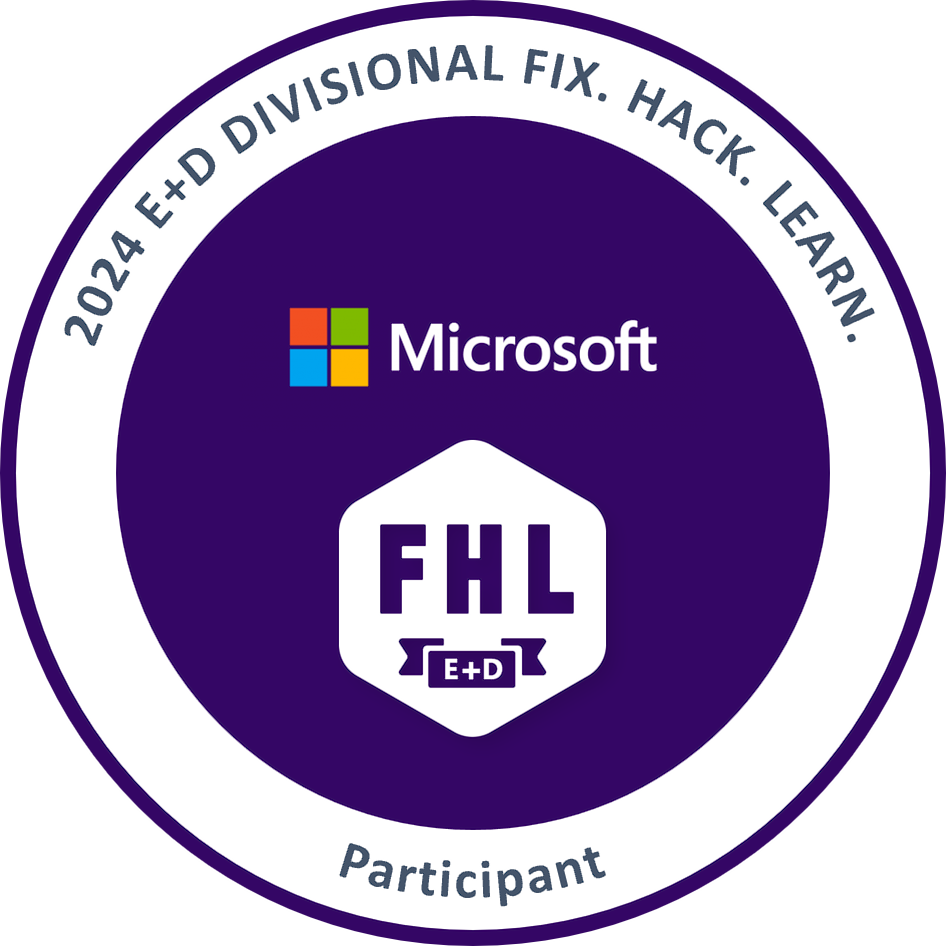 2024 E+D DIVISIONAL FIX. HACK. LEARN.
Microsoft
FHL
E+D
Participant